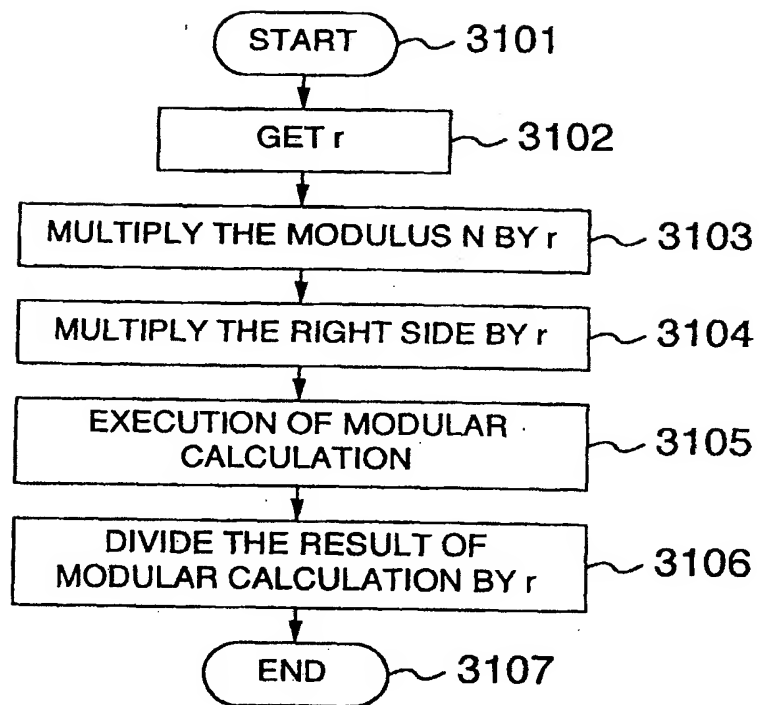 START 3101
GET r 3102
MULTIPLY THE MODULUS N BY r 3103
MULTIPLY THE RIGHT SIDE BY r 3104
EXECUTION OF MODULAR
CALCULATION 3105
DIVIDE THE RESULT OF
MODULAR CALCULATION BY r 3106
END 3107